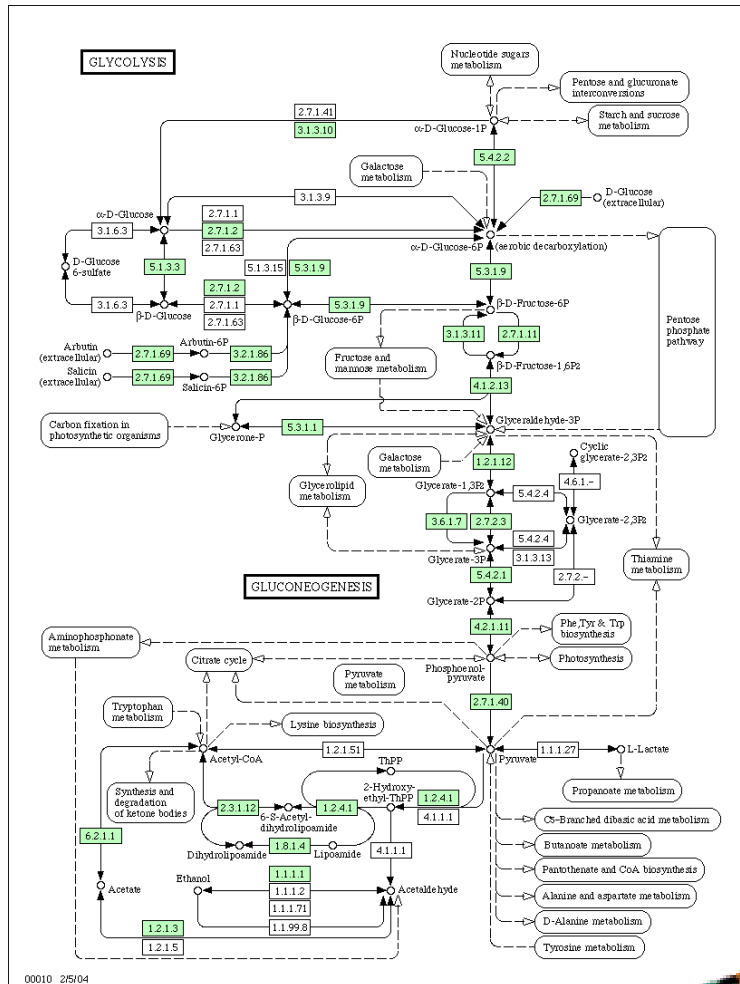 GLYCOLYSIS
Nucleotide sugars
metabolism
Pentose and glucuronate
interconversions
Starch and sucrose
metabolism
2.7.1.41
3.1.3.10
α-D-Glucose-1P
5.4.2.2
Galactose
metabolism
3.1.3.9
2.7.1.69
D-Glucose
(extracellular)
α-D-Glucose
2.7.1.1
3.1.6.3
2.7.1.2
2.7.1.63
α-D-Glucose-6P
(aerobic decarboxylation)
D-Glucose
6-sulfate
5.1.3.3
5.1.3.15
5.3.1.9
5.3.1.9
2.7.1.2
3.1.6.3
2.7.1.1
2.7.1.63
5.3.1.9
β-D-Glucose
β-D-Glucose-6P
β-D-Fructose-6P
Pentose
phosphate
pathway
3.1.3.11
2.7.1.11
Arbutin
(extracellular)
2.7.1.69
Arbutin-6P
3.2.1.86
Salicin
(extracellular)
2.7.1.69
Salicin-6P
3.2.1.86
Fructose and
mannose metabolism
β-D-Fructose-1,6P2
4.1.2.13
Carbon fixation in
photosynthetic organisms
Glycerone-P
5.3.1.1
Glyceraldehyde-3P
Galactose
metabolism
1.2.1.12
Cyclic
glycerate-2,3P2
Glycerolipid
metabolism
Glycerate-1,3P2
5.4.2.4
4.6.1.-
3.6.1.7
2.7.2.3
Glycerate-2,3P2
5.4.2.4
3.1.3.13
Glycerate-3P
5.4.2.1
2.7.2.-
Thiamine
metabolism
GLUCONEOGENESIS
Glycerate-2P
4.2.1.11
Phe,Tyr & Trp
biosynthesis
Aminophosphonate
metabolism
Citrate cycle
Photosynthesis
Phosphoenol-
pyruvate
Pyruvate
metabolism
2.7.1.40
Tryptophan
metabolism
Lysine biosynthesis
Acetyl-CoA
1.2.1.51
Pyruvate
1.1.1.27
L-Lactate
ThPP
Synthesis and
degradation
of ketone bodies
2-Hydroxy-
ethyl-ThPP
Propanoate metabolism
2.3.1.12
6-S-Acetyl-
dihydrolipoamide
1.2.4.1
1.2.4.1
4.1.1.1
C5-Branched dibasic acid metabolism
6.2.1.1
Dihydrolipoamide
1.8.1.4
Lipoamide
4.1.1.1
Butanoate metabolism
Pantothenate and CoA biosynthesis
Acetate
Ethanol
1.1.1.1
1.1.1.2
1.1.1.71
1.1.99.8
Acetaldehyde
Alanine and aspartate metabolism
D-Alanine metabolism
1.2.1.3
1.2.1.5
Tyrosine metabolism
00010 2/5/04